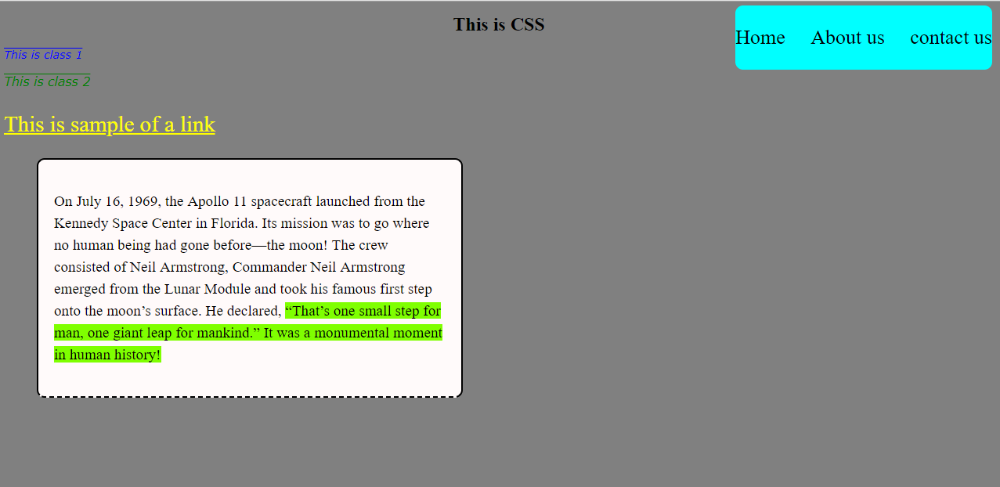 This is CSS
Home About us contact us
This is class 1
This is class 2
This is sample of a link
On July 16, 1969, the Apollo 11 spacecraft launched from the
Kennedy Space Center in Florida. Its mission was to go where
no human being had gone before—the moon! The crew
consisted of Neil Armstrong, Commander Neil Armstrong
emerged from the Lunar Module and took his famous first step
onto the moon’s surface. He declared, “That’s one small step for
man, one giant leap for mankind.” It was a monumental moment
in human history!